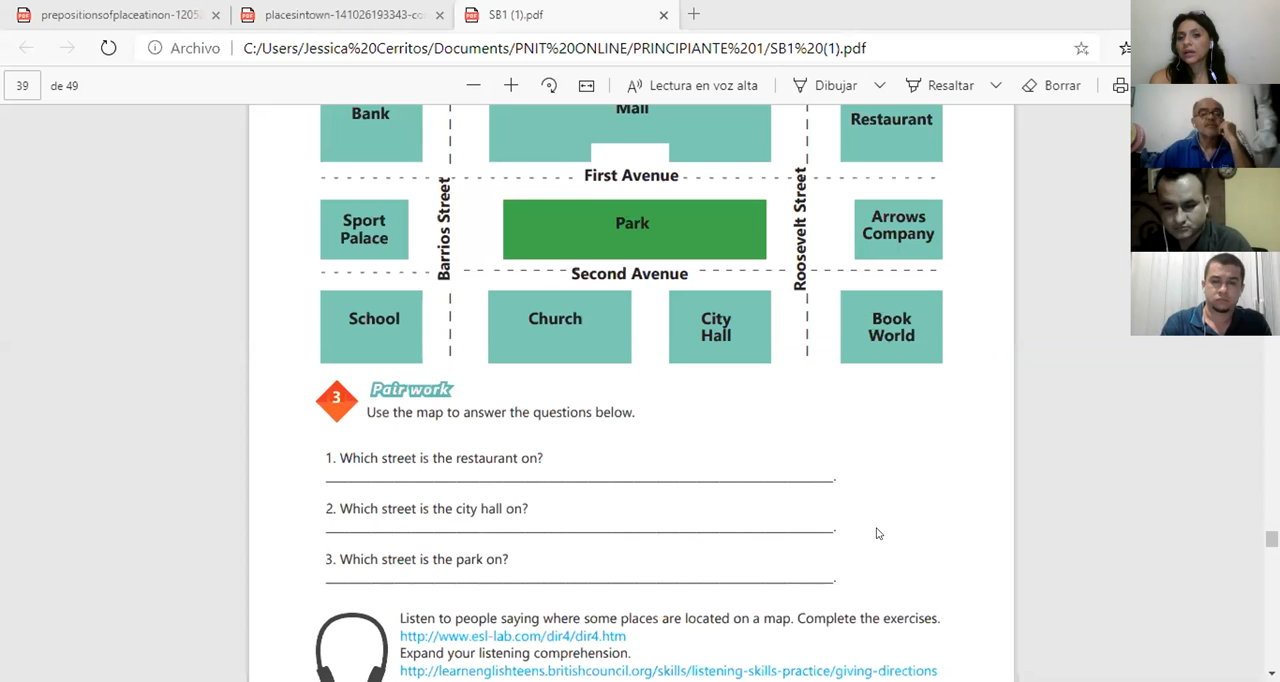 prepositionsofplaceatinon-1205
placesintown-141026193343-con
SB1 (1).pdf
Archivo
C:/Users/Jessica%20Cerritos/Documents/PNIT%20ONLINE/PRINCIPIANTE%201/SB1%20(1).pdf
39 de 49
Lectura en voz alta
Dibujar
Resaltar
Borrar
Bank
Mall
Restaurant
First Avenue
Barrios Street
Roosevelt Street
Sport
Palace
Park
Arrows
Company
Second Avenue
School
Church
City
Hall
Book
World
3 Pair work
Use the map to answer the questions below.
1. Which street is the restaurant on?
2. Which street is the city hall on?
3. Which street is the park on?
Listen to people saying where some places are located on a map. Complete the exercises.
http://www.esl-lab.com/dir4/dir4.htm
Expand your listening comprehension.
http://learnenglishteens.britishcouncil.org/skills/listening-skills-practice/giving-directions